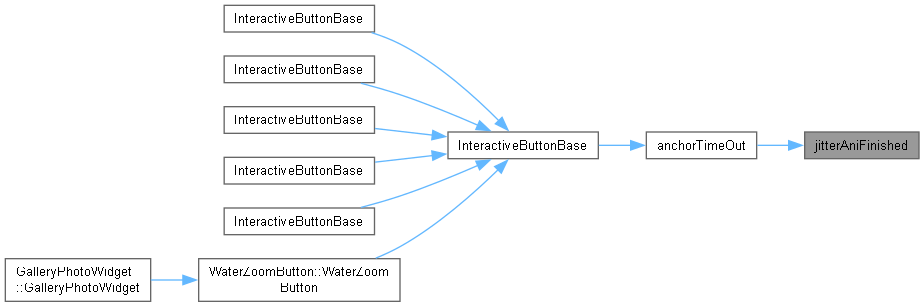 InteractiveButtonBase
InteractiveButtonBase
InteractiveButtonBase
InteractiveButtonBase
InteractiveButtonBase
InteractiveButtonBase
anchorTimeOut
jitterAniFinished
GalleryPhotoWidget
::GalleryPhotoWidget
WaterZoomButton::WaterZoom
Button